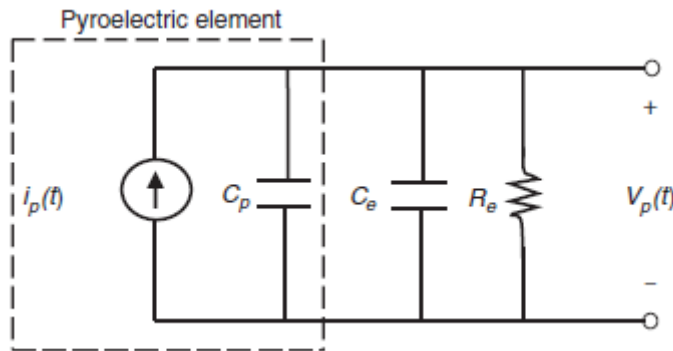 Pyroelectric element
+
i_p(t) C_p C_e R_e V_p(t)
−